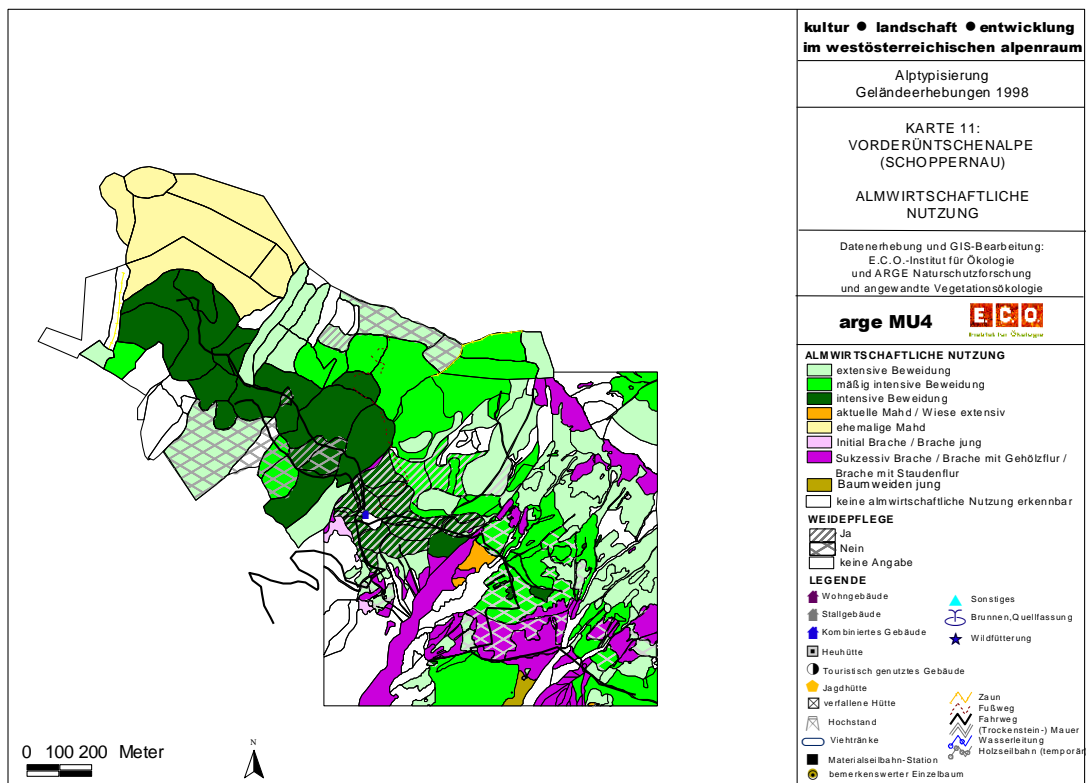 kultur ● landschaft ● entwicklung
im westösterreichischen alpenraum
Alptypisierung
Geländeerhebungen 1998
KARTE 11:
VORDERÜNTSCHENALPE
(SCHOPPERNAU)
ALMWIRTSCHAFTLICHE
NUTZUNG
Datenerhebung und GIS-Bearbeitung:
E.C.O.-Institut für Ökologie
und ARGE Naturschutzforschung
und angewandte Vegetationsökologie
arge MU4
E.C.O.
Institut für Ökologie
ALMWIRTSCHAFTLICHE NUTZUNG
extensive Beweidung
mäßig intensive Beweidung
intensive Beweidung
aktuelle Mahd / Wiese extensiv
ehemalige Mahd
Initial Brache / Brache jung
Sukzessiv Brache / Brache mit Gehölzflur /
Brache mit Staudenflur
Baumweiden jung
keine almwirtschaftliche Nutzung erkennbar
WEIDEPFLEGE
Ja
Nein
keine Angabe
LEGENDE
Wohngebäude
Stallgebäude
Kombiniertes Gebäude
Heuhütte
Touristisch genutztes Gebäude
Jagdhütte
verfallene Hütte
Hochstand
Viehtränke
Materialseilbahn-Station
bemerkenswerter Einzelbaum
Sonstiges
Brunnen,Quellfassung
Wildfütterung
Zaun
Fußweg
Fahrweg
(Trockenstein-) Mauer
Wasserleitung
Holzseilbahn (temporär
0 100 200 Meter
N